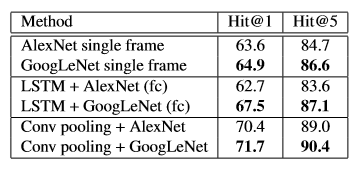 Method Hit@1 Hit@5
AlexNet single frame 63.6 84.7
GoogLeNet single frame 64.9 86.6
LSTM + AlexNet (fc) 62.7 83.6
LSTM + GoogLeNet (fc) 67.5 87.1
Conv pooling + AlexNet 70.4 89.0
Conv pooling + GoogLeNet 71.7 90.4